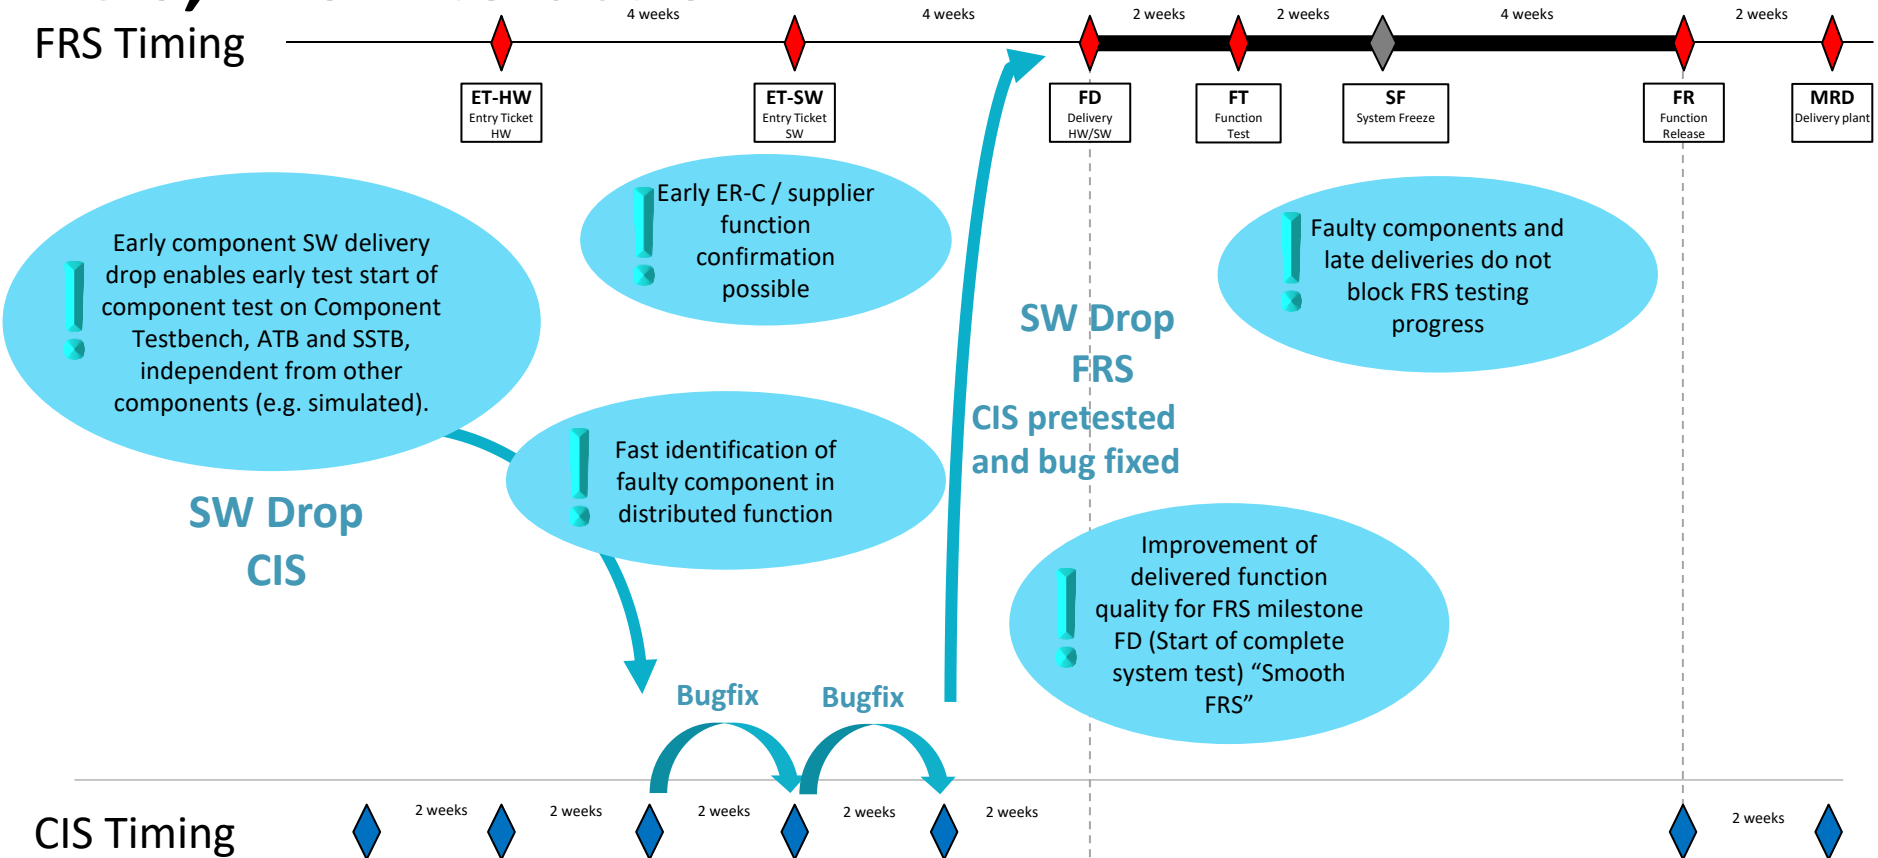 4 weeks
4 weeks
2 weeks
2 weeks
4 weeks
2 weeks
FRS Timing
ET-HW
Entry Ticket
HW
ET-SW
Entry Ticket
SW
FD
Delivery
HW/SW
FT
Function
Test
SF
System Freeze
FR
Function
Release
MRD
Delivery plant
Early component SW delivery
drop enables early test start of
component test on Component
Testbench, ATB and SSTB,
independent from other
components (e.g. simulated).
Early ER-C / supplier
function
confirmation
possible
Faulty components and
late deliveries do not
block FRS testing
progress
SW Drop
FRS
CIS pretested
and bug fixed
Fast identification of
faulty component in
distributed function
SW Drop
CIS
Improvement of
delivered function
quality for FRS milestone
FD (Start of complete
system test) “Smooth
FRS”
Bugfix
Bugfix
CIS Timing
2 weeks
2 weeks
2 weeks
2 weeks
2 weeks
2 weeks